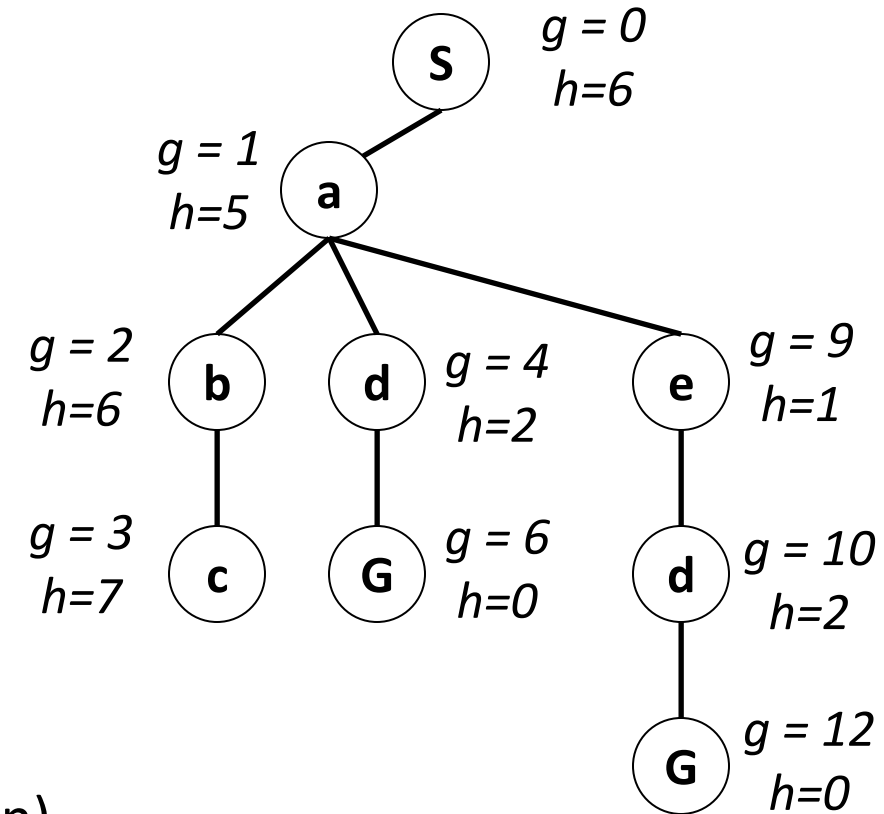 S
g = 0
h=6
g = 1
h=5
a
g = 2
h=6
b
d
g = 4
h=2
e
g = 9
h=1
g = 3
h=7
c
G
g = 6
h=0
d
g = 10
h=2
G
g = 12
h=0